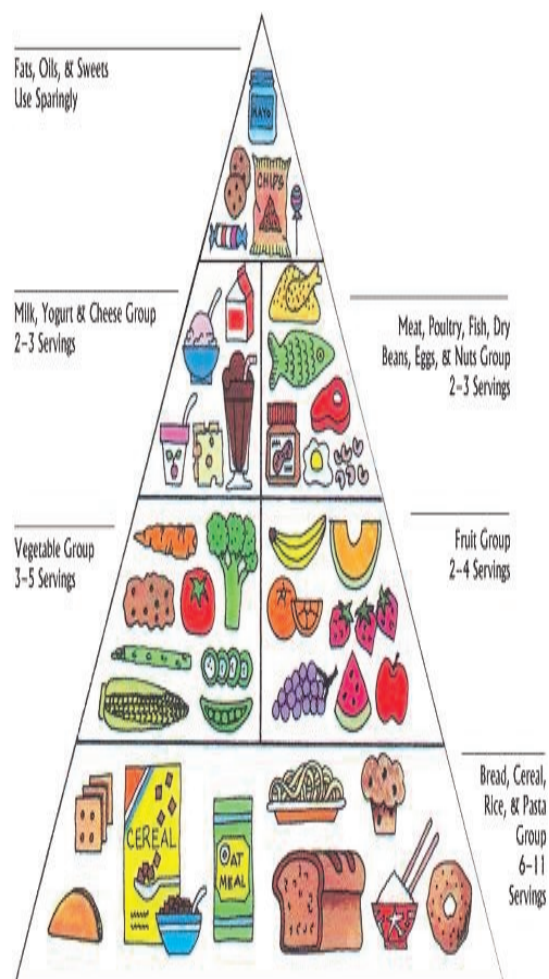 Fats, Oils, & Sweets
Use Sparingly
MAYO
CHIPS
Milk, Yogurt & Cheese Group
2–3 Servings
Meat, Poultry, Fish, Dry
Beans, Eggs, & Nuts Group
2–3 Servings
Vegetable Group
3–5 Servings
Fruit Group
2–4 Servings
Bread, Cereal,
Rice, & Pasta
Group
6–11
Servings
CEREAL
OAT
MEAL